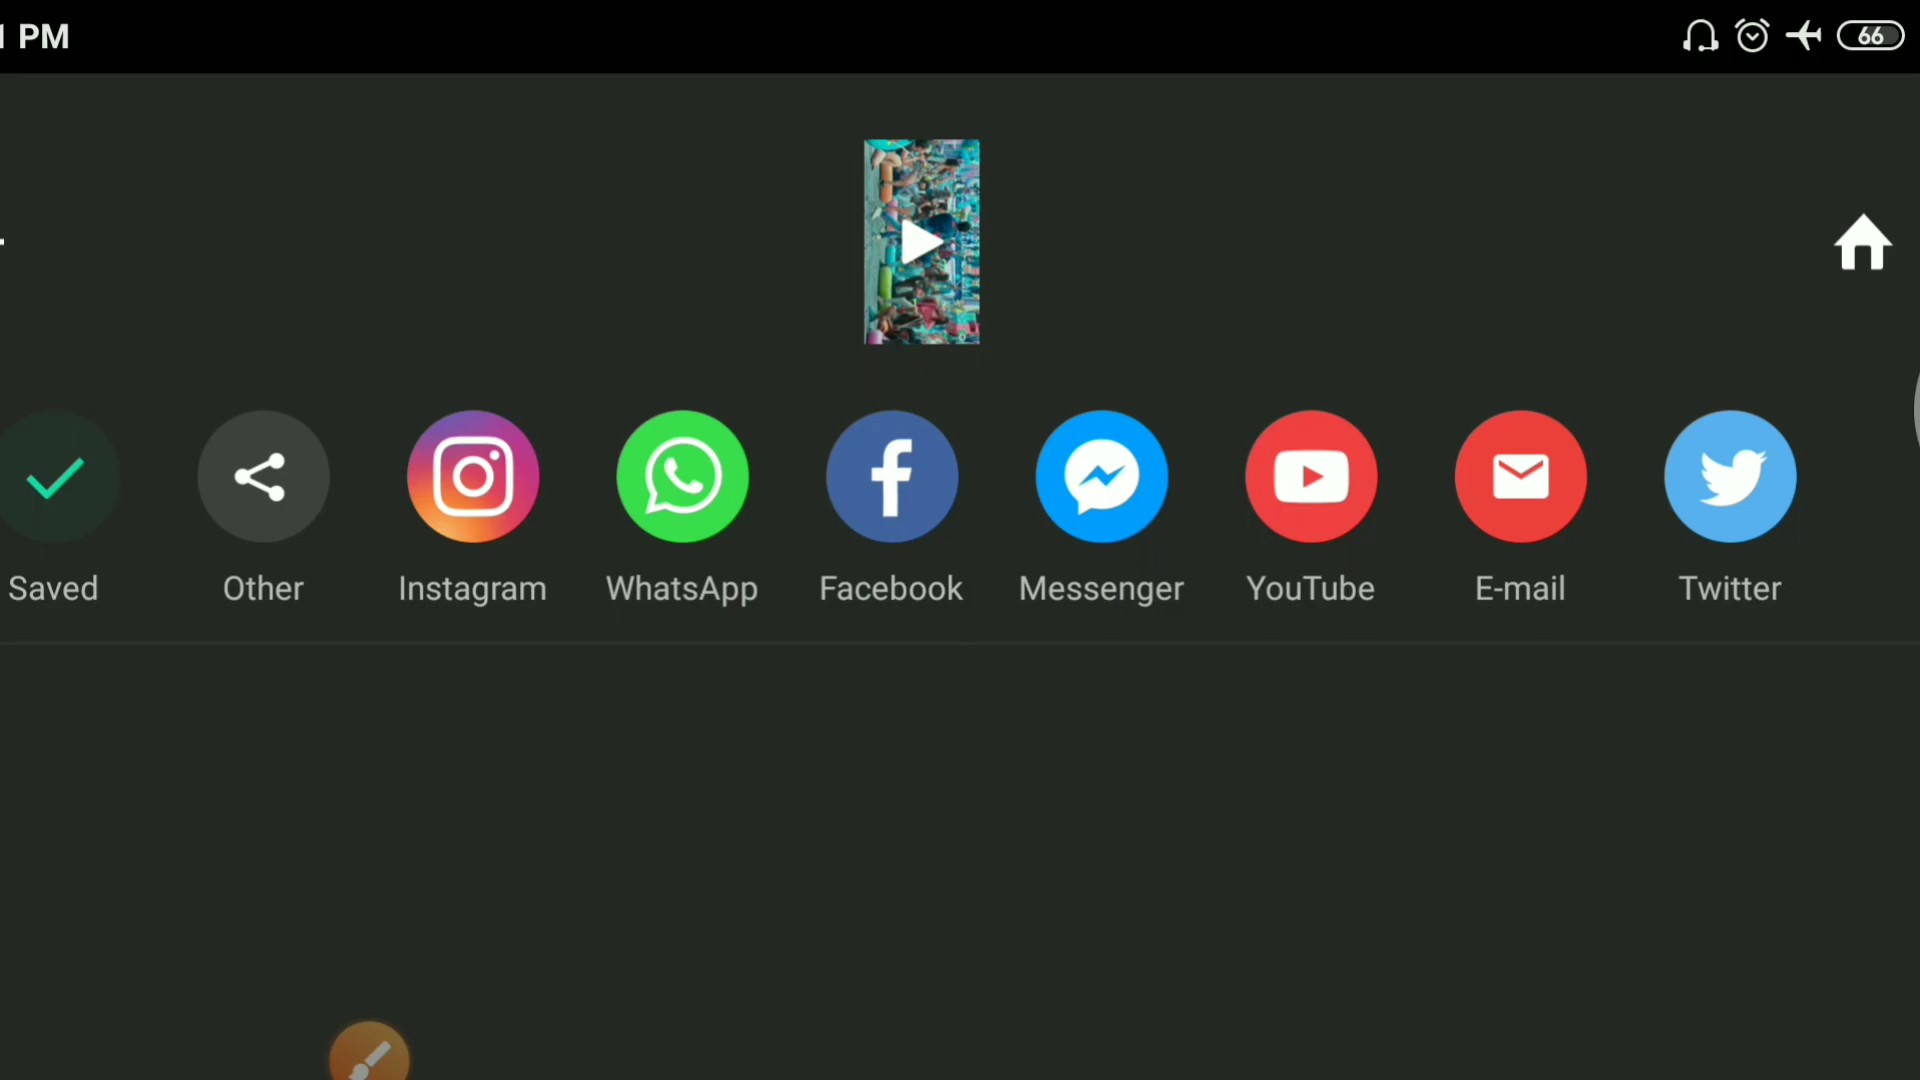 PM
66
Saved
Other
Instagram
WhatsApp
Facebook
Messenger
YouTube
E-mail
Twitter